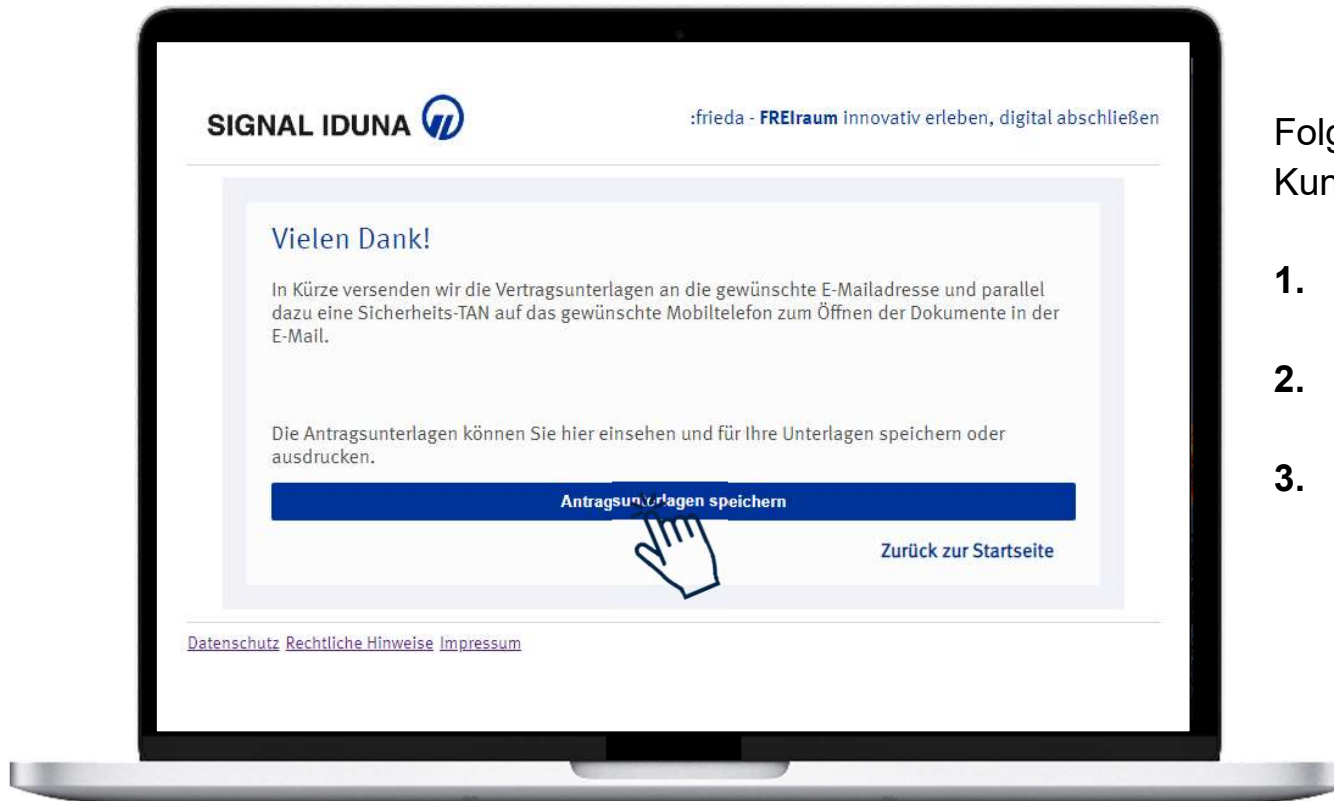 SIGNAL IDUNA
:frieda - FREIraum innovativ erleben, digital abschließen
Vielen Dank!
In Kürze versenden wir die Vertragsunterlagen an die gewünschte E-Mailadresse und parallel
dazu eine Sicherheits-TAN auf das gewünschte Mobiltelefon zum Öffnen der Dokumente in der
E-Mail.
Die Antragsunterlagen können Sie hier einsehen und für Ihre Unterlagen speichern oder
ausdrucken.
Antragsunterlagen speichern
Zurück zur Startseite
Datenschutz Rechtliche Hinweise Impressum
1.
2.
3.